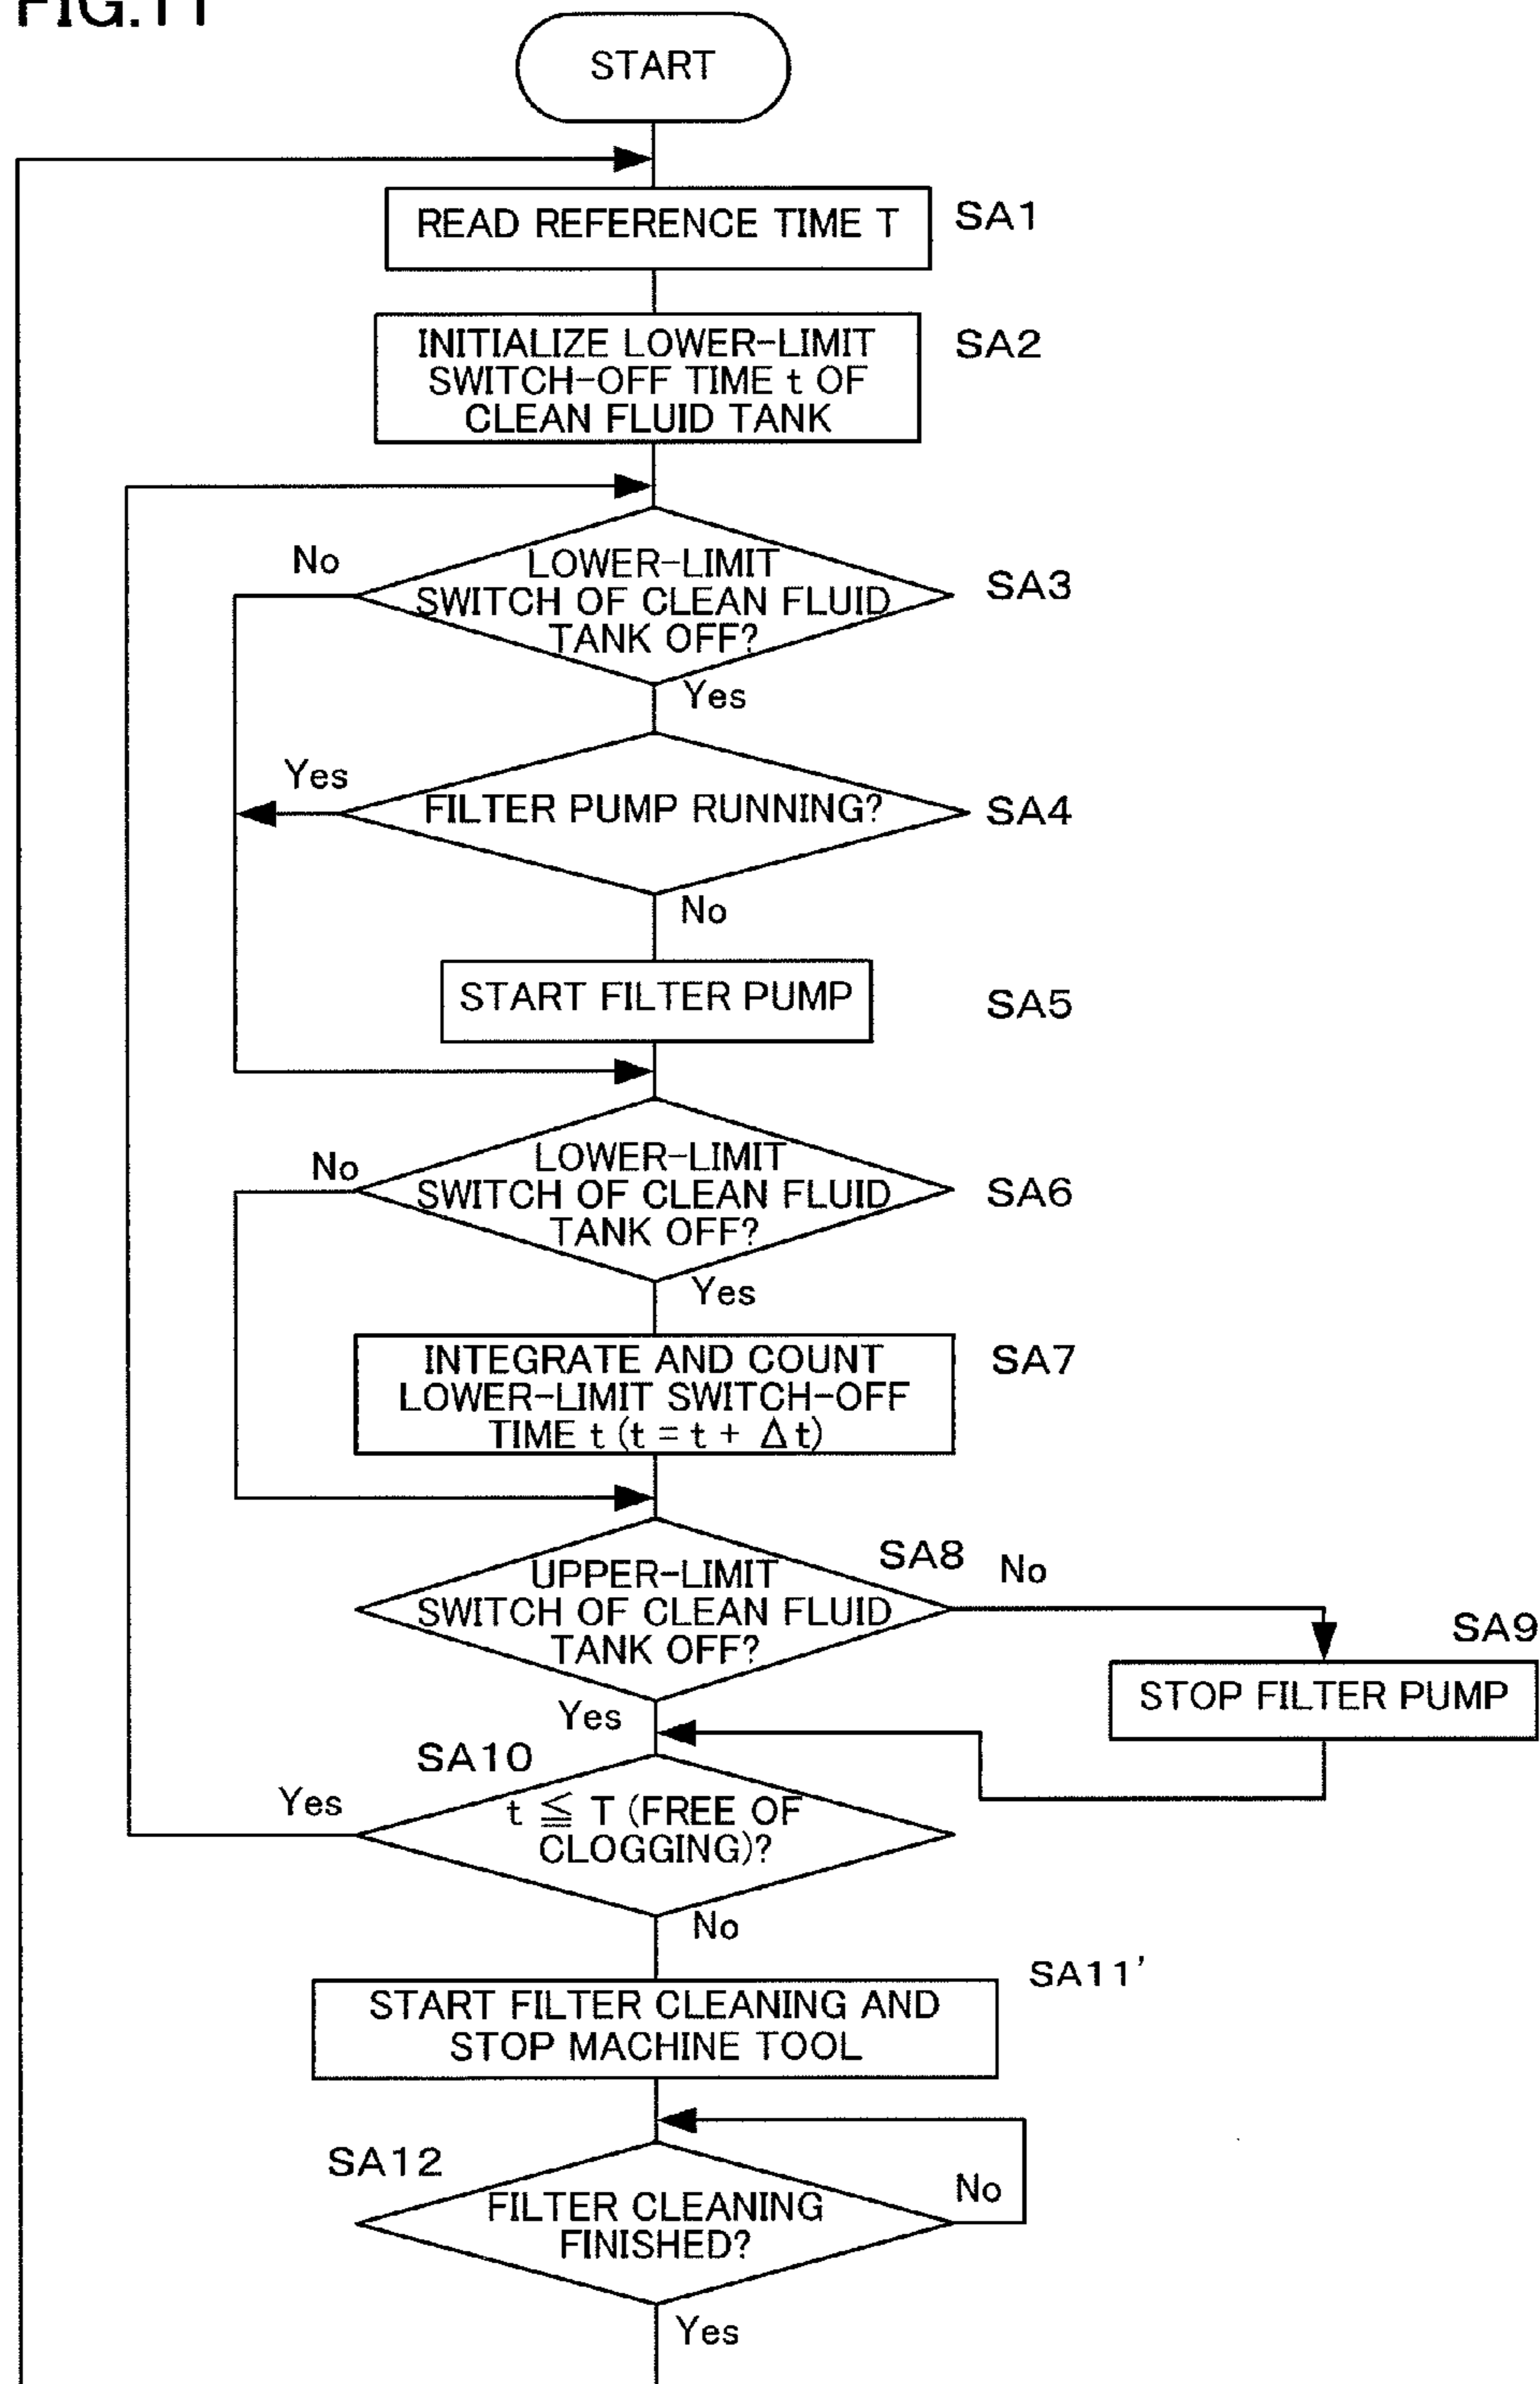 FIG.11
START
READ REFERENCE TIME T
SA1
INITIALIZE LOWER-LIMIT
SWITCH-OFF TIME t OF
CLEAN FLUID TANK
SA2
No
LOWER-LIMIT
SWITCH OF CLEAN FLUID
TANK OFF?
SA3
Yes
Yes
FILTER PUMP RUNNING?
SA4
No
START FILTER PUMP
SA5
No
LOWER-LIMIT
SWITCH OF CLEAN FLUID
TANK OFF?
SA6
Yes
INTEGRATE AND COUNT
LOWER-LIMIT SWITCH-OFF
TIME t (t = t + Δt)
SA7
UPPER-LIMIT
SWITCH OF CLEAN FLUID
TANK OFF?
SA8
No
SA9
STOP FILTER PUMP
Yes
SA10
Yes
t ≦ T (FREE OF
CLOGGING)?
No
SA11'
START FILTER CLEANING AND
STOP MACHINE TOOL
SA12
FILTER CLEANING
FINISHED?
No
Yes